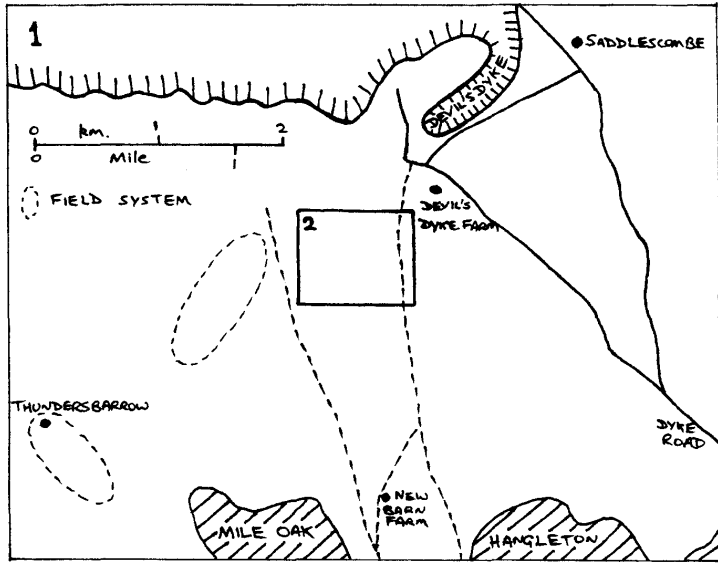 1
SADDLESCOMBE
DEVIL'S DYKE
0 km. 1 2
0 Mile 1
FIELD SYSTEM
DEVIL'S
DYKE FARM
2
THUNDERSBARROW
DYKE
ROAD
NEW
BARN
FARM
MILE OAK
HANGLETON